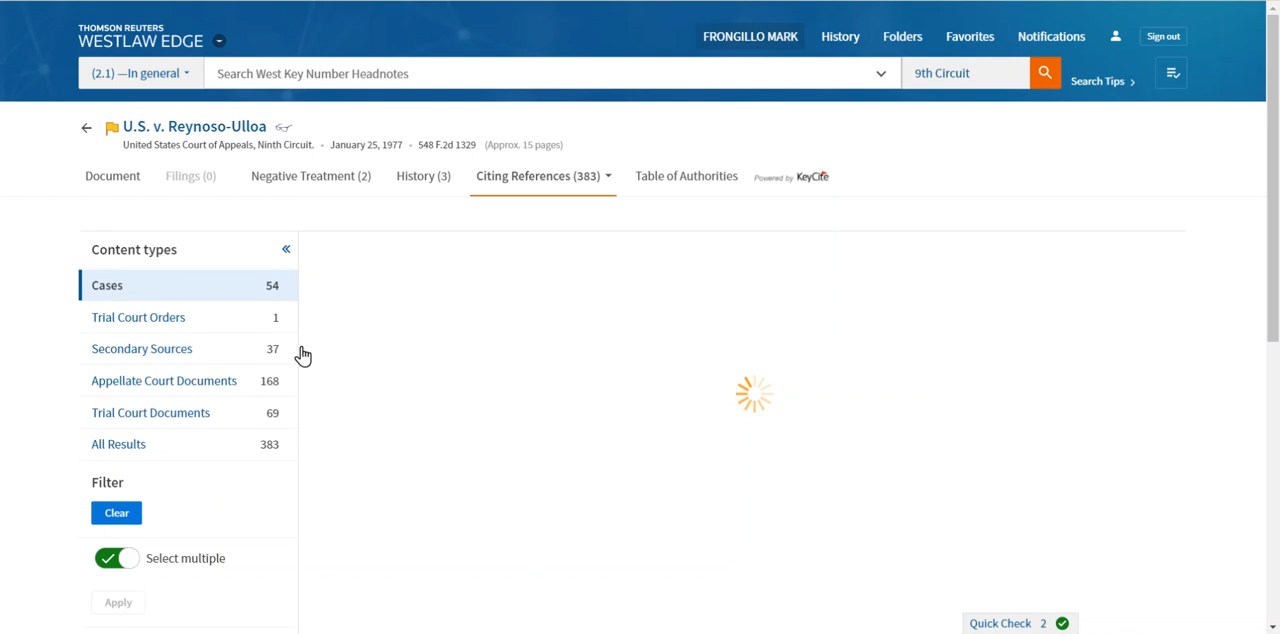 THOMSON REUTERS
WESTLAW EDGE
FRONGILLO MARK History Folders Favorites Notifications Sign out
(2.1) —In general Search West Key Number Headnotes 9th Circuit Search Tips
U.S. v. Reynoso-Ulloa
United States Court of Appeals, Ninth Circuit. • January 25, 1977 • 548 F.2d 1329 (Approx. 15 pages)
Document Filings (0) Negative Treatment (2) History (3) Citing References (383) Table of Authorities Powered by KeyCite
Content types
Cases 54
Trial Court Orders 1
Secondary Sources 37
Appellate Court Documents 168
Trial Court Documents 69
All Results 383
Filter
Clear
Select multiple
Apply
Quick Check 2